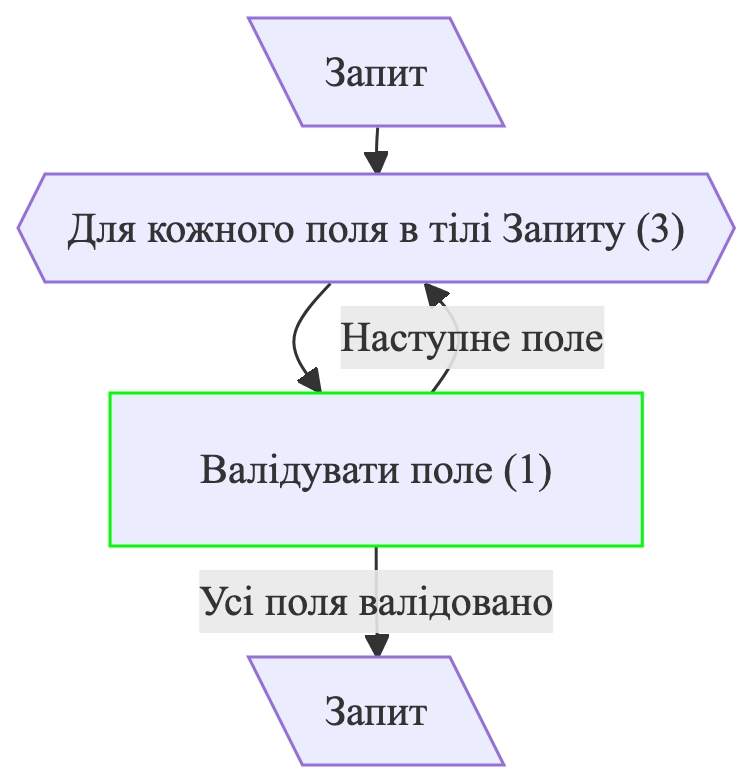 Запит
Для кожного поля в тілі Запиту (3)
Наступне поле
Валідувати поле (1)
Усі поля валідовано
Запит